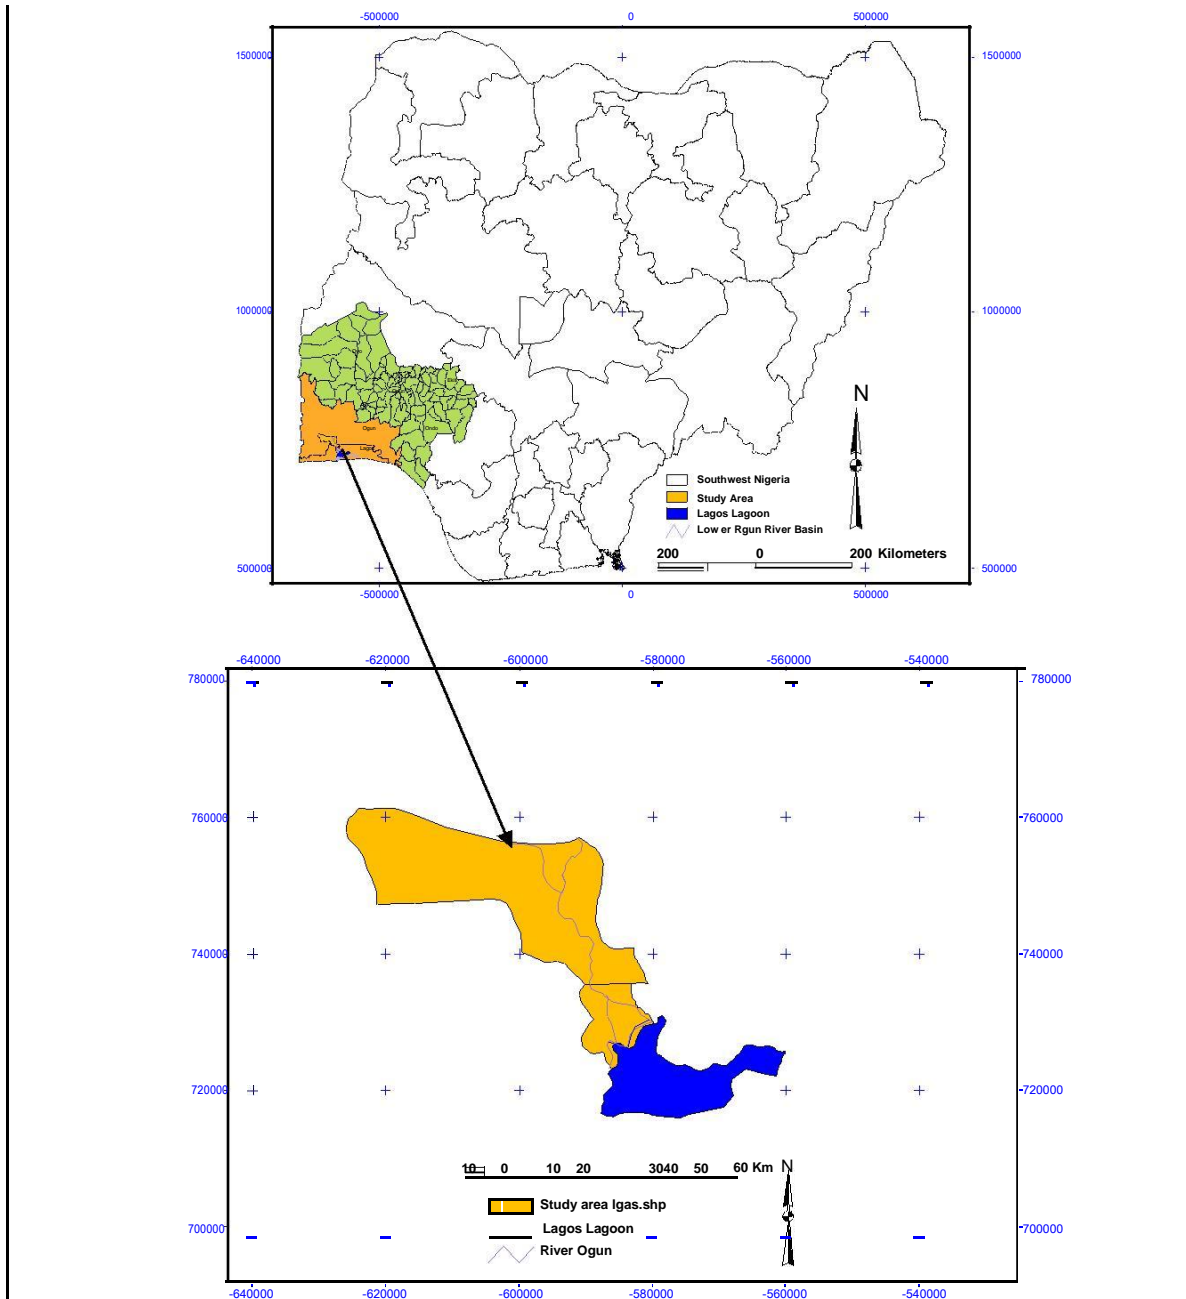 -500000 0 500000
1500000 1500000
1000000 1000000
Ogun
Ondo
Lagos
N
Southwest Nigeria
Study Area
Lagos Lagoon
Low er Rgun River Basin
200 0 200 Kilometers
500000 500000
-500000 0 500000
-640000 -620000 -600000 -580000 -560000 -540000
780000 780000
760000 760000
740000 740000
720000 720000
10 0 10 20 3040 50 60 Km N
Study area lgas.shp
Lagos Lagoon
700000 700000
River Ogun
-640000 -620000 -600000 -580000 -560000 -540000